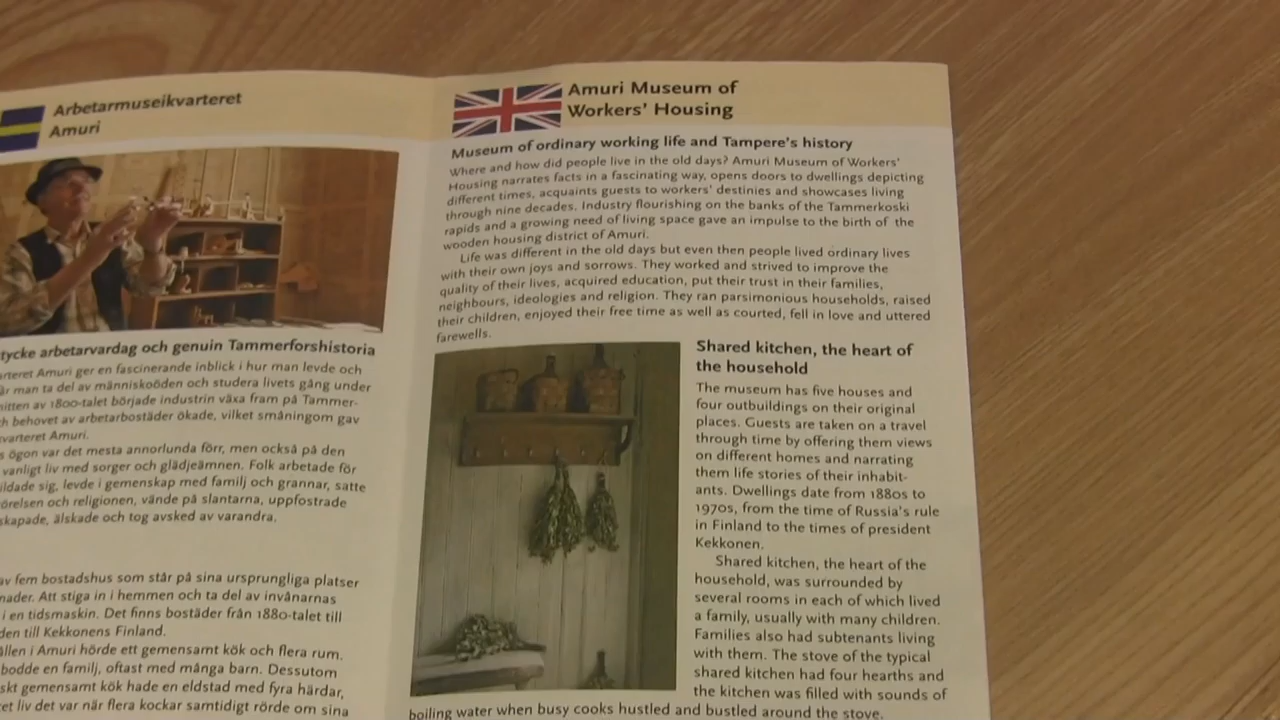 Arbetarmuseikvarteret
Amuri
tycke arbetarvardag och genuin Tammerforshistoria
Amuri ger en fascinerande inblick i hur man levde och
är man ta del av människoöden och studera livets gång under
mitten av 1800-talet började industrin växa fram på Tammer-
behovet av arbetarbostäder ökade, vilket småningom gav
kvarteret Amuri.
ögon var det mesta annorlunda förr, men också på den
vanligt liv med sorger och glädjeämnen. Folk arbetade för
ildade sig, levde i gemenskap med familj och grannar, satte
örelsen och religionen, vände på slantarna, uppfostrade
skapade, älskade och tog avsked av varandra.
av fem bostadshus som står på sina ursprungliga platser
nader. Att stiga in i hemmen och ta del av invånarnas
i en tidsmaskin. Det finns bostäder från 1880-talet till
den till Kekkonens Finland.
ällen i Amuri hörde ett gemensamt kök och flera rum.
bodde en familj, oftast med många barn. Dessutom
skt gemensamt kök hade en eldstad med fyra härdar,
et liv det var när flera kockar samtidigt rörde om sina
Amuri Museum of
Workers' Housing
Museum of ordinary working life and Tampere's history
Where and how did people live in the old days? Amuri Museum of Workers'
Housing narrates facts in a fascinating way, opens doors to dwellings depicting
different times, acquaints guests to workers' destinies and showcases living
through nine decades. Industry flourishing on the banks of the Tammerkoski
rapids and a growing need of living space gave an impulse to the birth of the
wooden housing district of Amuri.
Life was different in the old days but even then people lived ordinary lives
with their own joys and sorrows. They worked and strived to improve the
quality of their lives, acquired education, put their trust in their families,
neighbours, ideologies and religion. They ran parsimonious households, raised
their children, enjoyed their free time as well as courted, fell in love and uttered
farewells.
Shared kitchen, the heart of
the household
The museum has five houses and
four outbuildings on their original
places. Guests are taken on a travel
through time by offering them views
on different homes and narrating
them life stories of their inhabit-
ants. Dwellings date from 1880s to
1970s, from the time of Russia's rule
in Finland to the times of president
Kekkonen.
Shared kitchen, the heart of the
household, was surrounded by
several rooms in each of which lived
a family, usually with many children.
Families also had subtenants living
with them. The stove of the typical
shared kitchen had four hearths and
the kitchen was filled with sounds of
boiling water when busy cooks hustled and bustled around the stove.